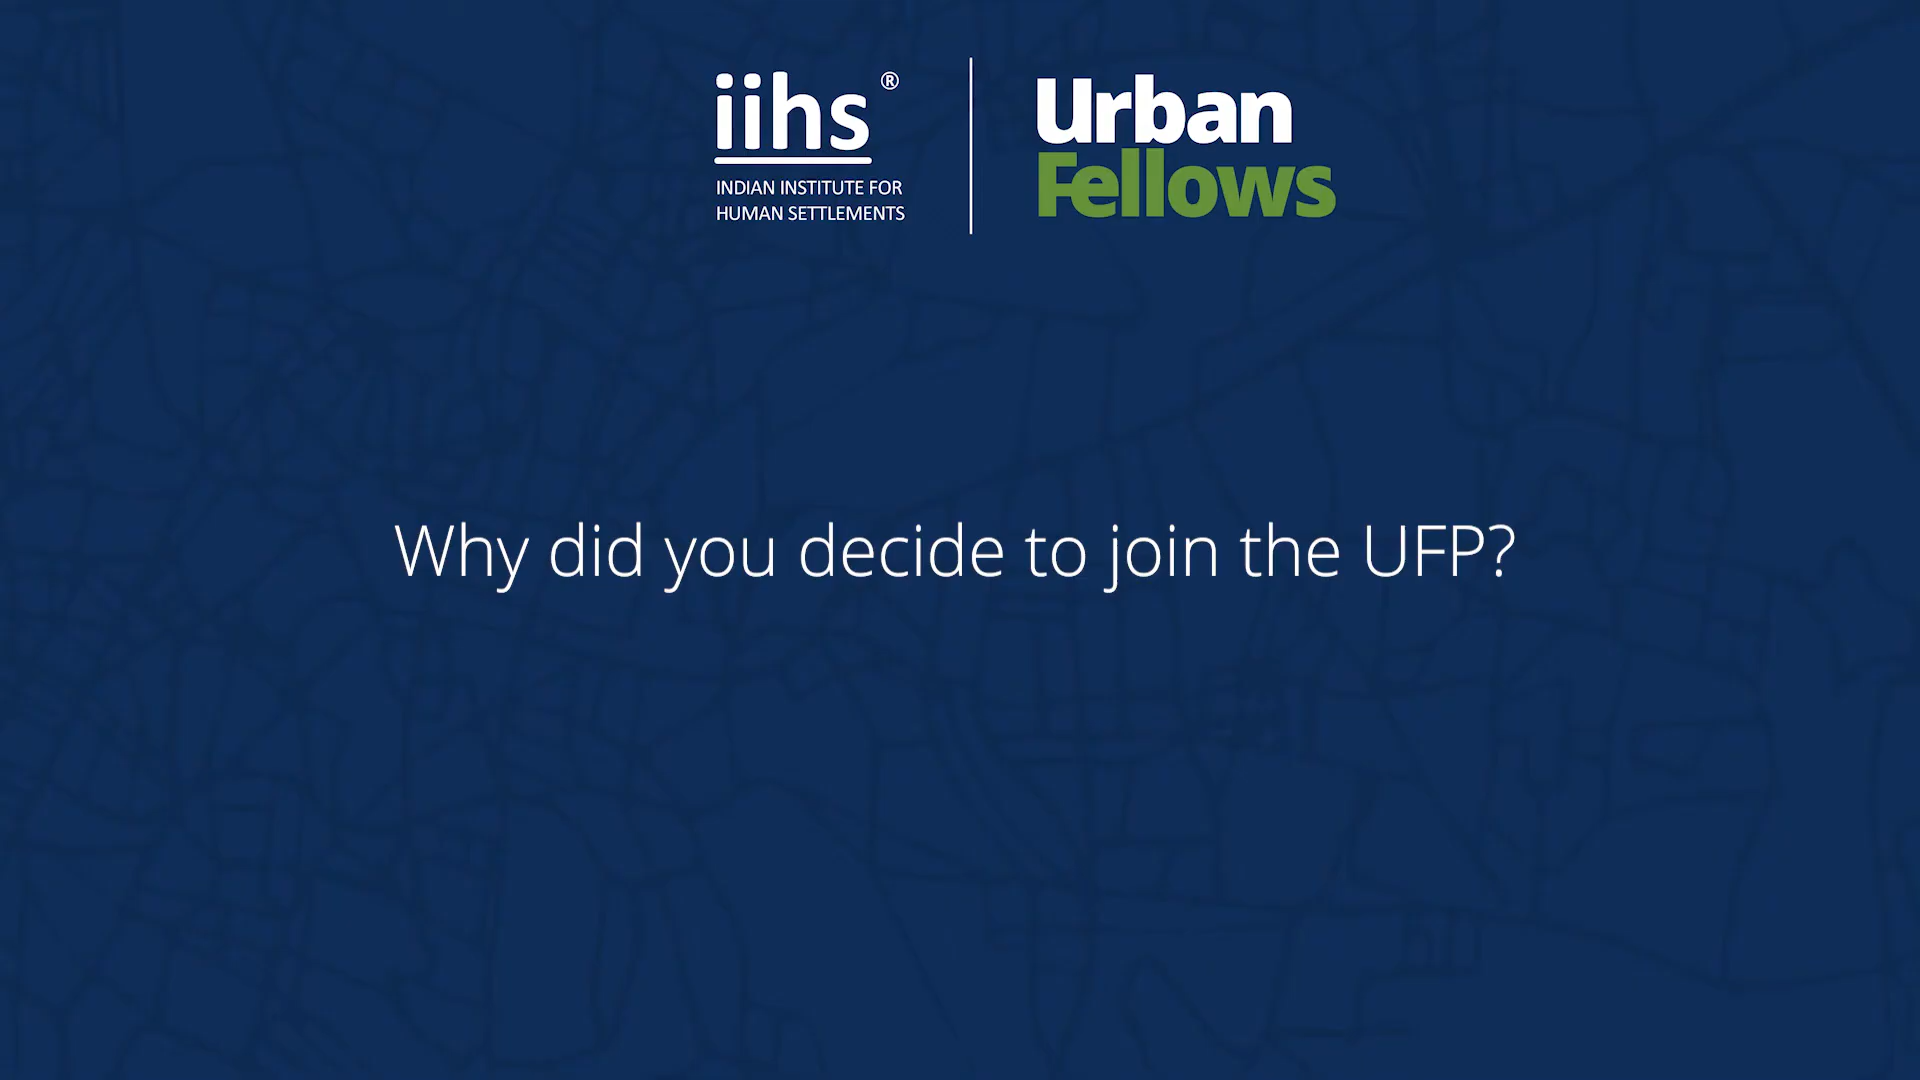 iihs®
INDIAN INSTITUTE FOR
HUMAN SETTLEMENTS
Urban
Fellows
Why did you decide to join the UFP?